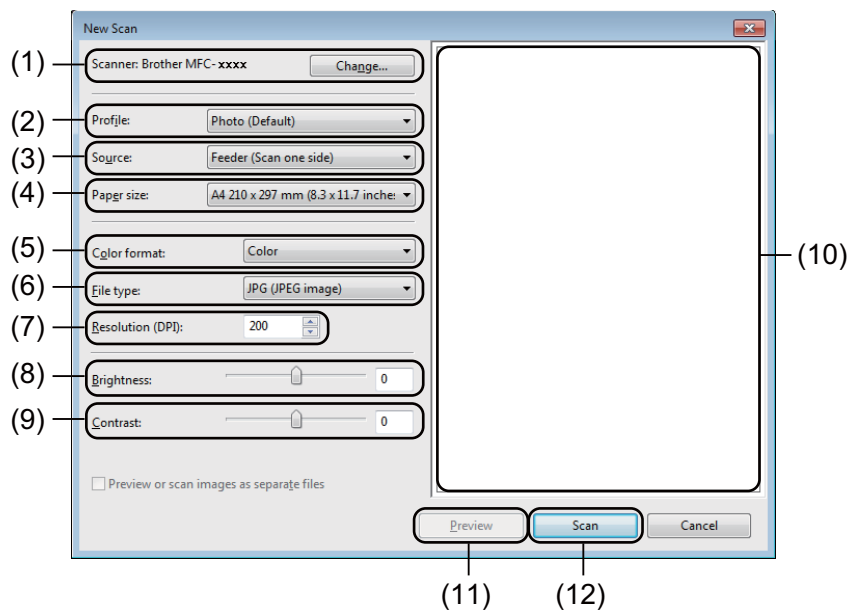 New Scan
(1) Scanner: Brother MFC-xxxx Change...
(2) Profile: Photo (Default)
(3) Source: Feeder (Scan one side)
(4) Paper size: A4 210 x 297 mm (8.3 x 11.7 inche:
(5) Color format: Color
(6) File type: JPG (JPEG image)
(7) Resolution (DPI): 200
(8) Brightness: 0
(9) Contrast: 0
(10)
Preview or scan images as separate files
Preview Scan Cancel
(11) (12)